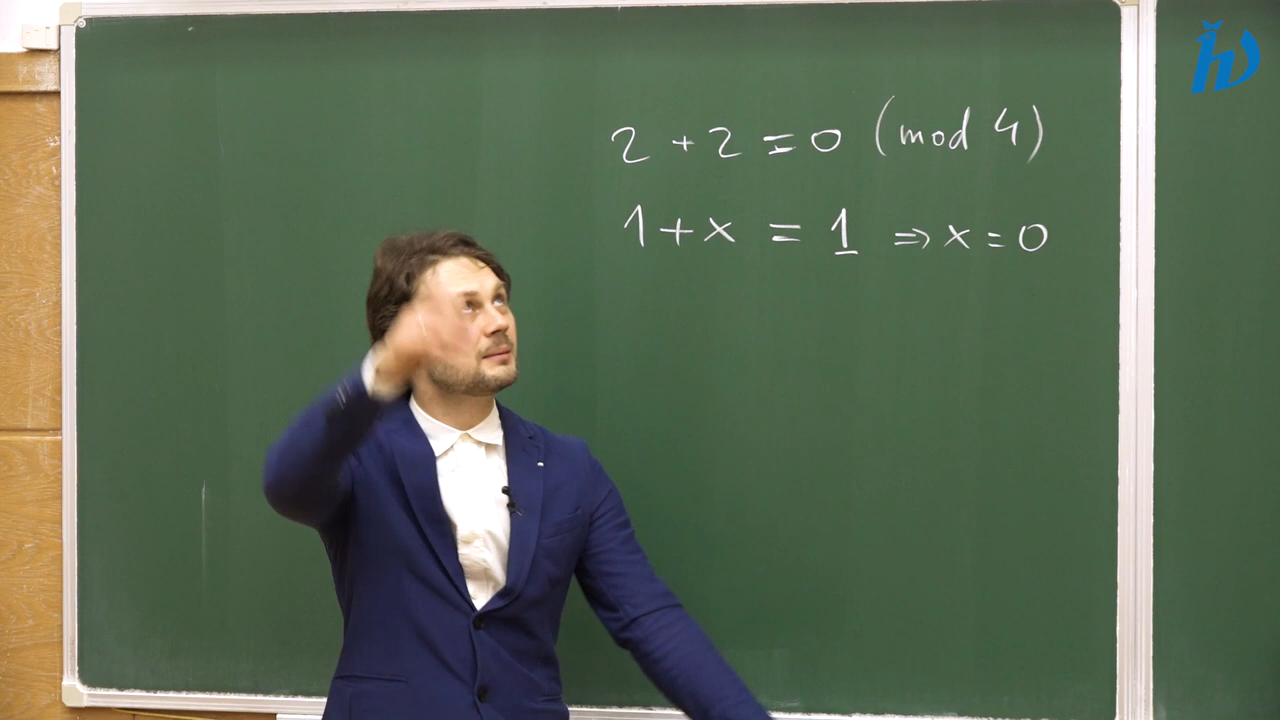 2 + 2 = 0 (mod 4)
1 + x = 1 ⇒ x = 0